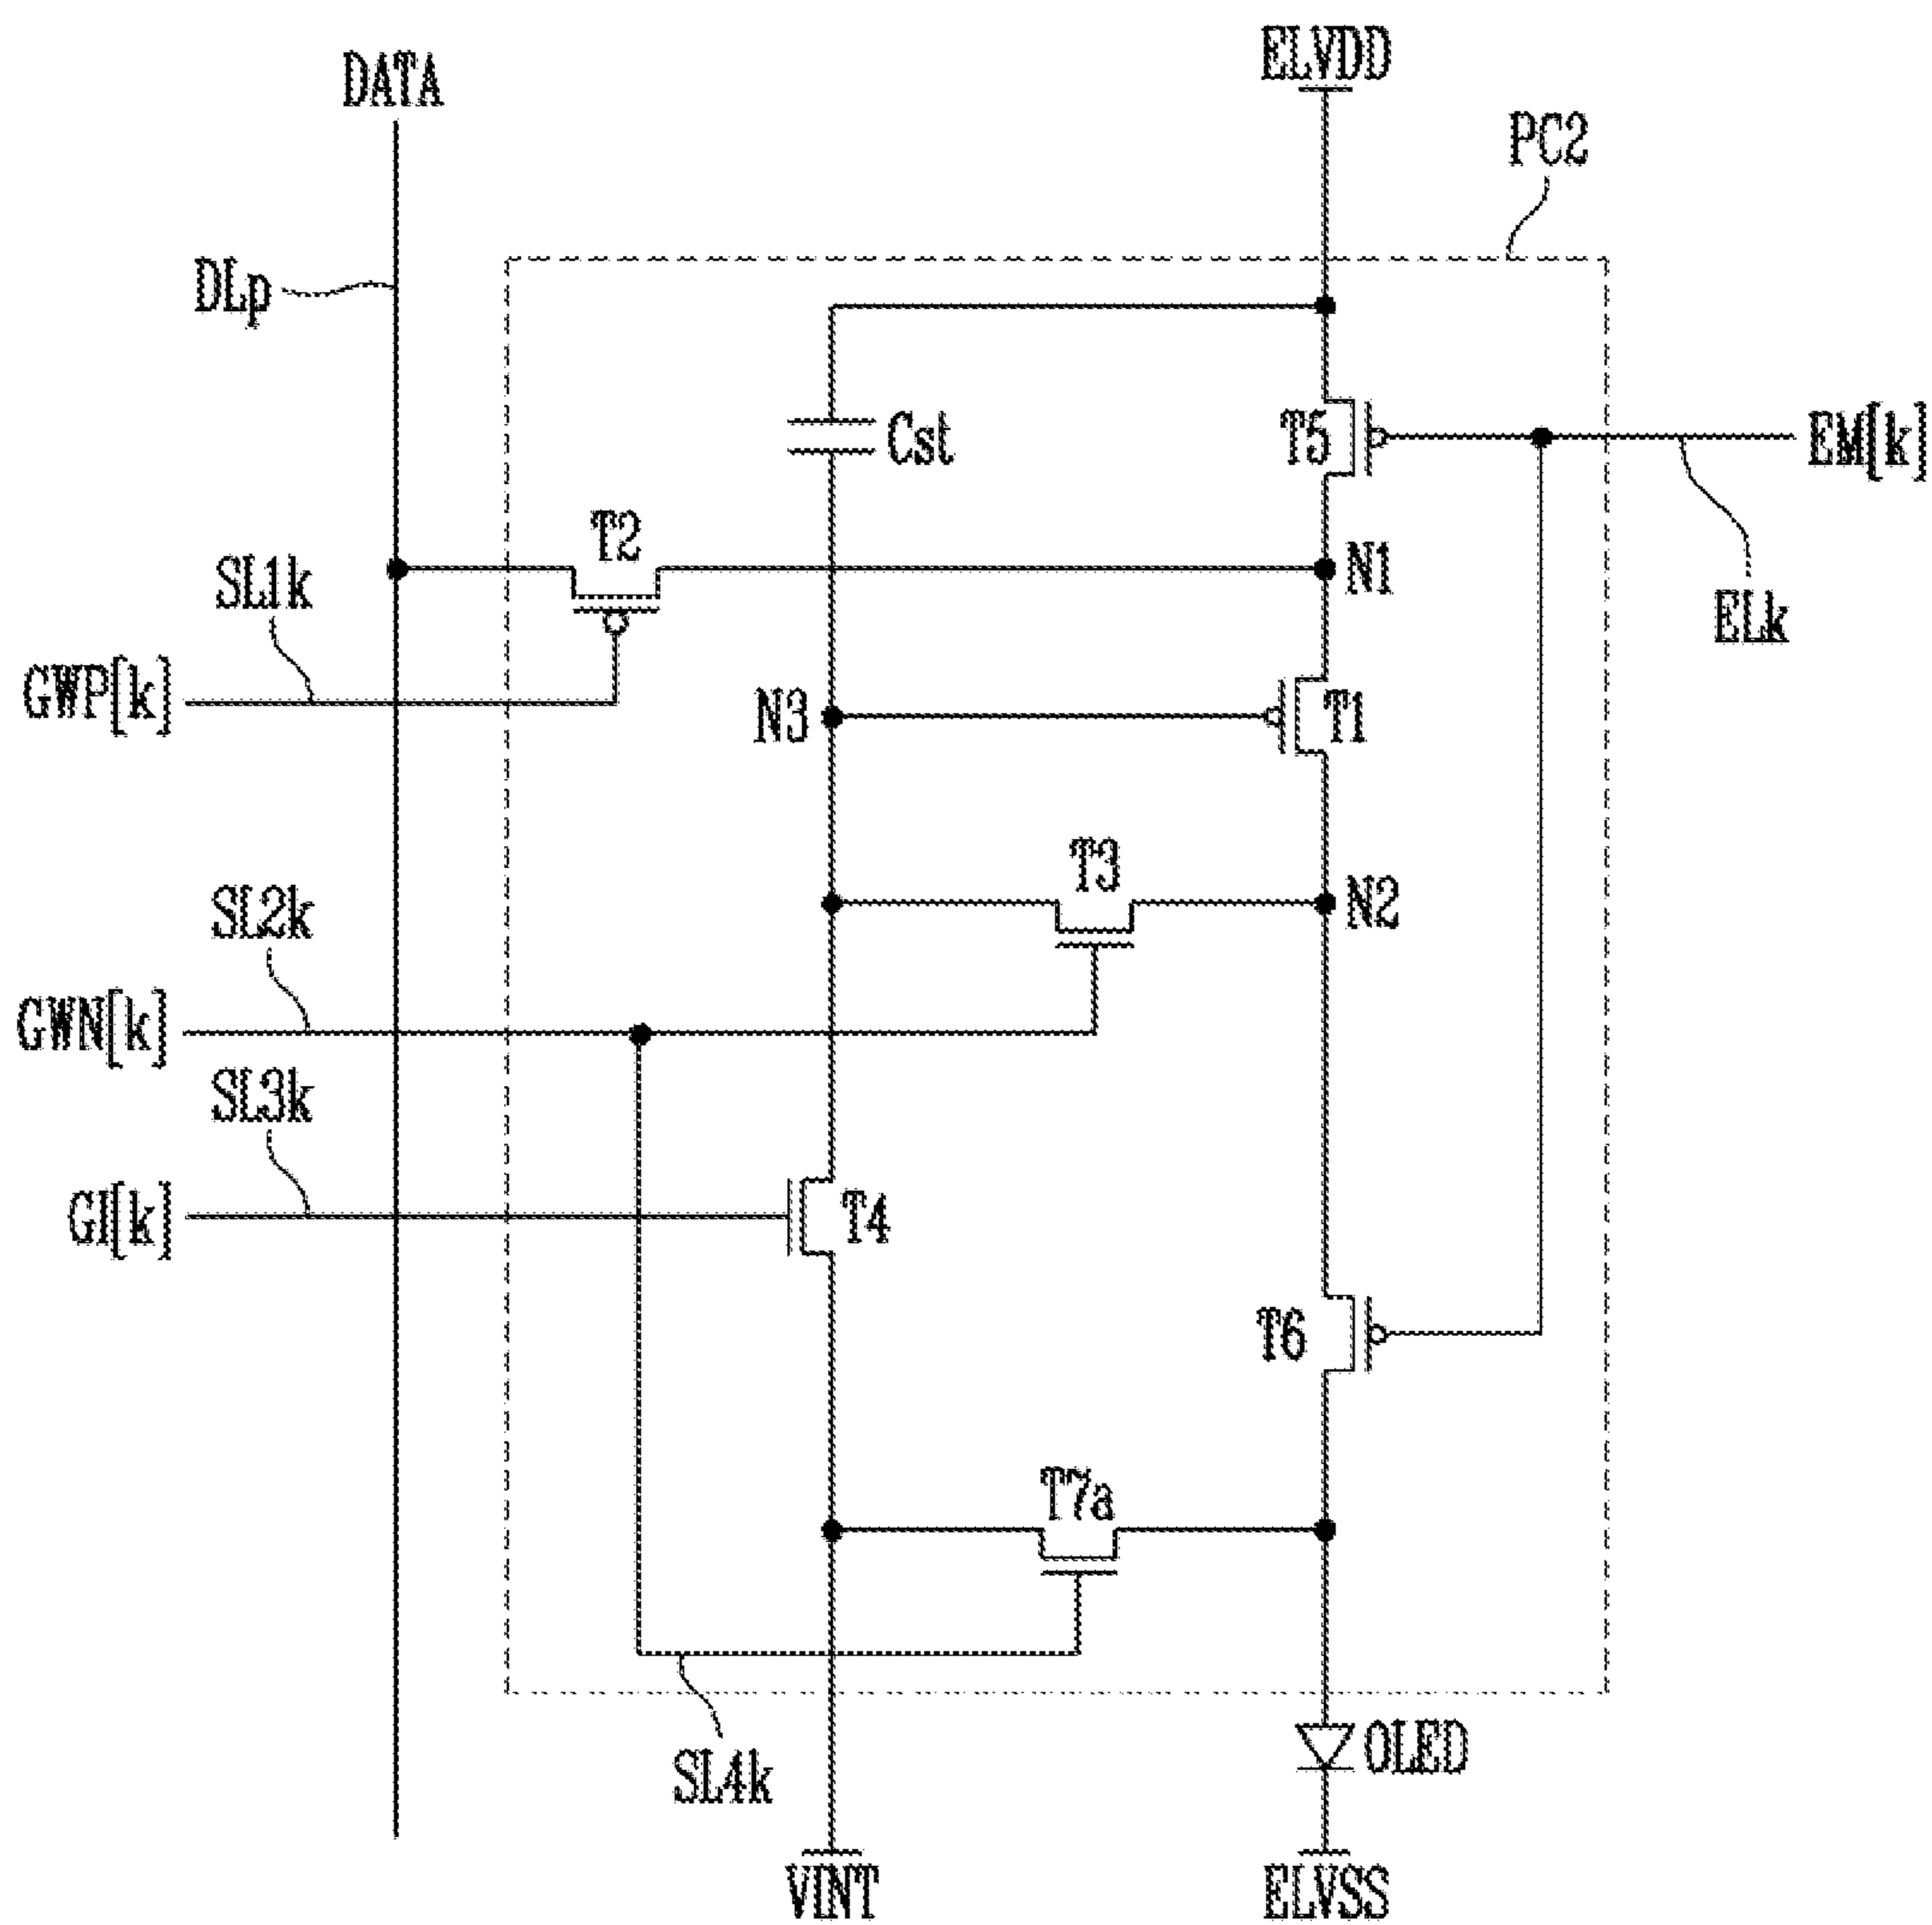 ELVDD
DATA
PC2
DLp
Cst
T5
EM[k]
T2
N1
SL1k
ELk
GWP[k]
N3
T1
T3
SL2k
N2
GWN[k]
SL3k
GI[k]
T4
T6
T7a
OLED
SL4k
VINT
ELVSS